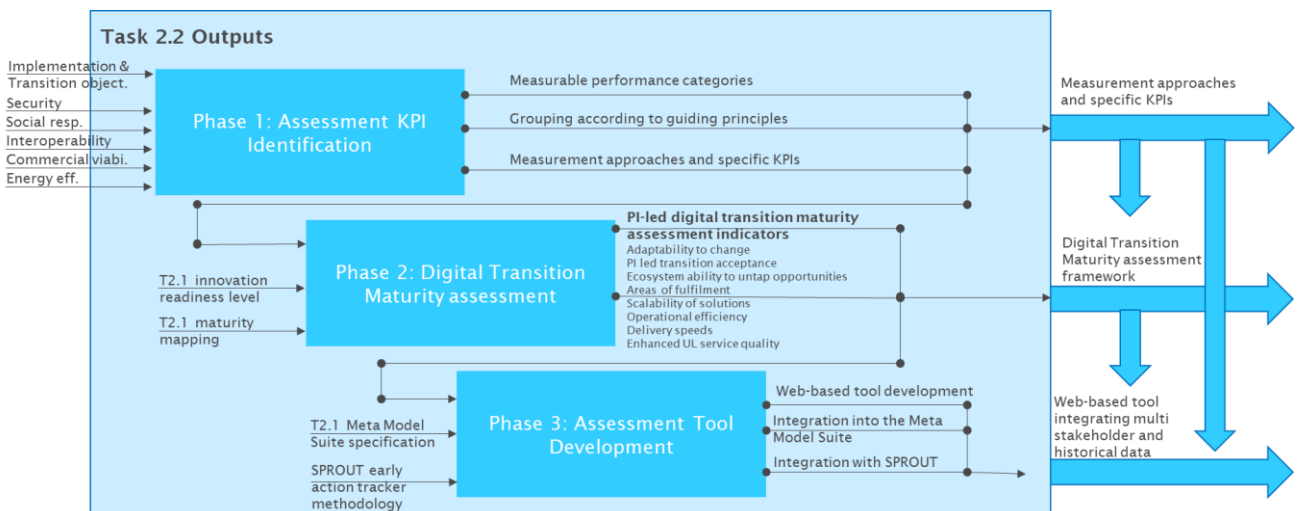 Task 2.2 Outputs
Implementation &
Transition object.
Security
Social resp.
Interoperability
Commercial viabi.
Energy eff.
Phase 1: Assessment KPI
Identification
Measurable performance categories
Grouping according to guiding principles
Measurement approaches and specific KPIs
Measurement approaches
and specific KPIs
T2.1 innovation
readiness level
T2.1 maturity
mapping
Phase 2: Digital Transition
Maturity assessment
PI-led digital transition maturity
assessment indicators
Adaptability to change
PI led transition acceptance
Ecosystem ability to untap opportunities
Areas of fulfilment
Scalability of solutions
Operational efficiency
Delivery speeds
Enhanced UL service quality
Digital Transition
Maturity assessment
framework
T2.1 Meta Model
Suite specification
SPROUT early
action tracker
methodology
Phase 3: Assessment Tool
Development
Web-based tool development
Integration into the Meta
Model Suite
Integration with SPROUT
Web-based tool
integrating multi
stakeholder and
historical data